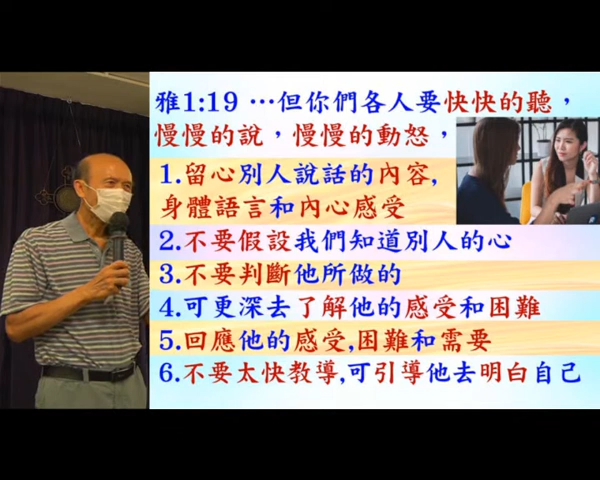 雅1:19 …但你們各人要快快的聽，
慢慢的說，慢慢的動怒，
1.留心別人說話的內容,
身體語言和內心感受
2.不要假設我們知道別人的心
3.不要判斷他所做的
4.可更深去了解他的感受和困難
5.回應他的感受,困難和需要
6.不要太快教導,可引導他去明白自己